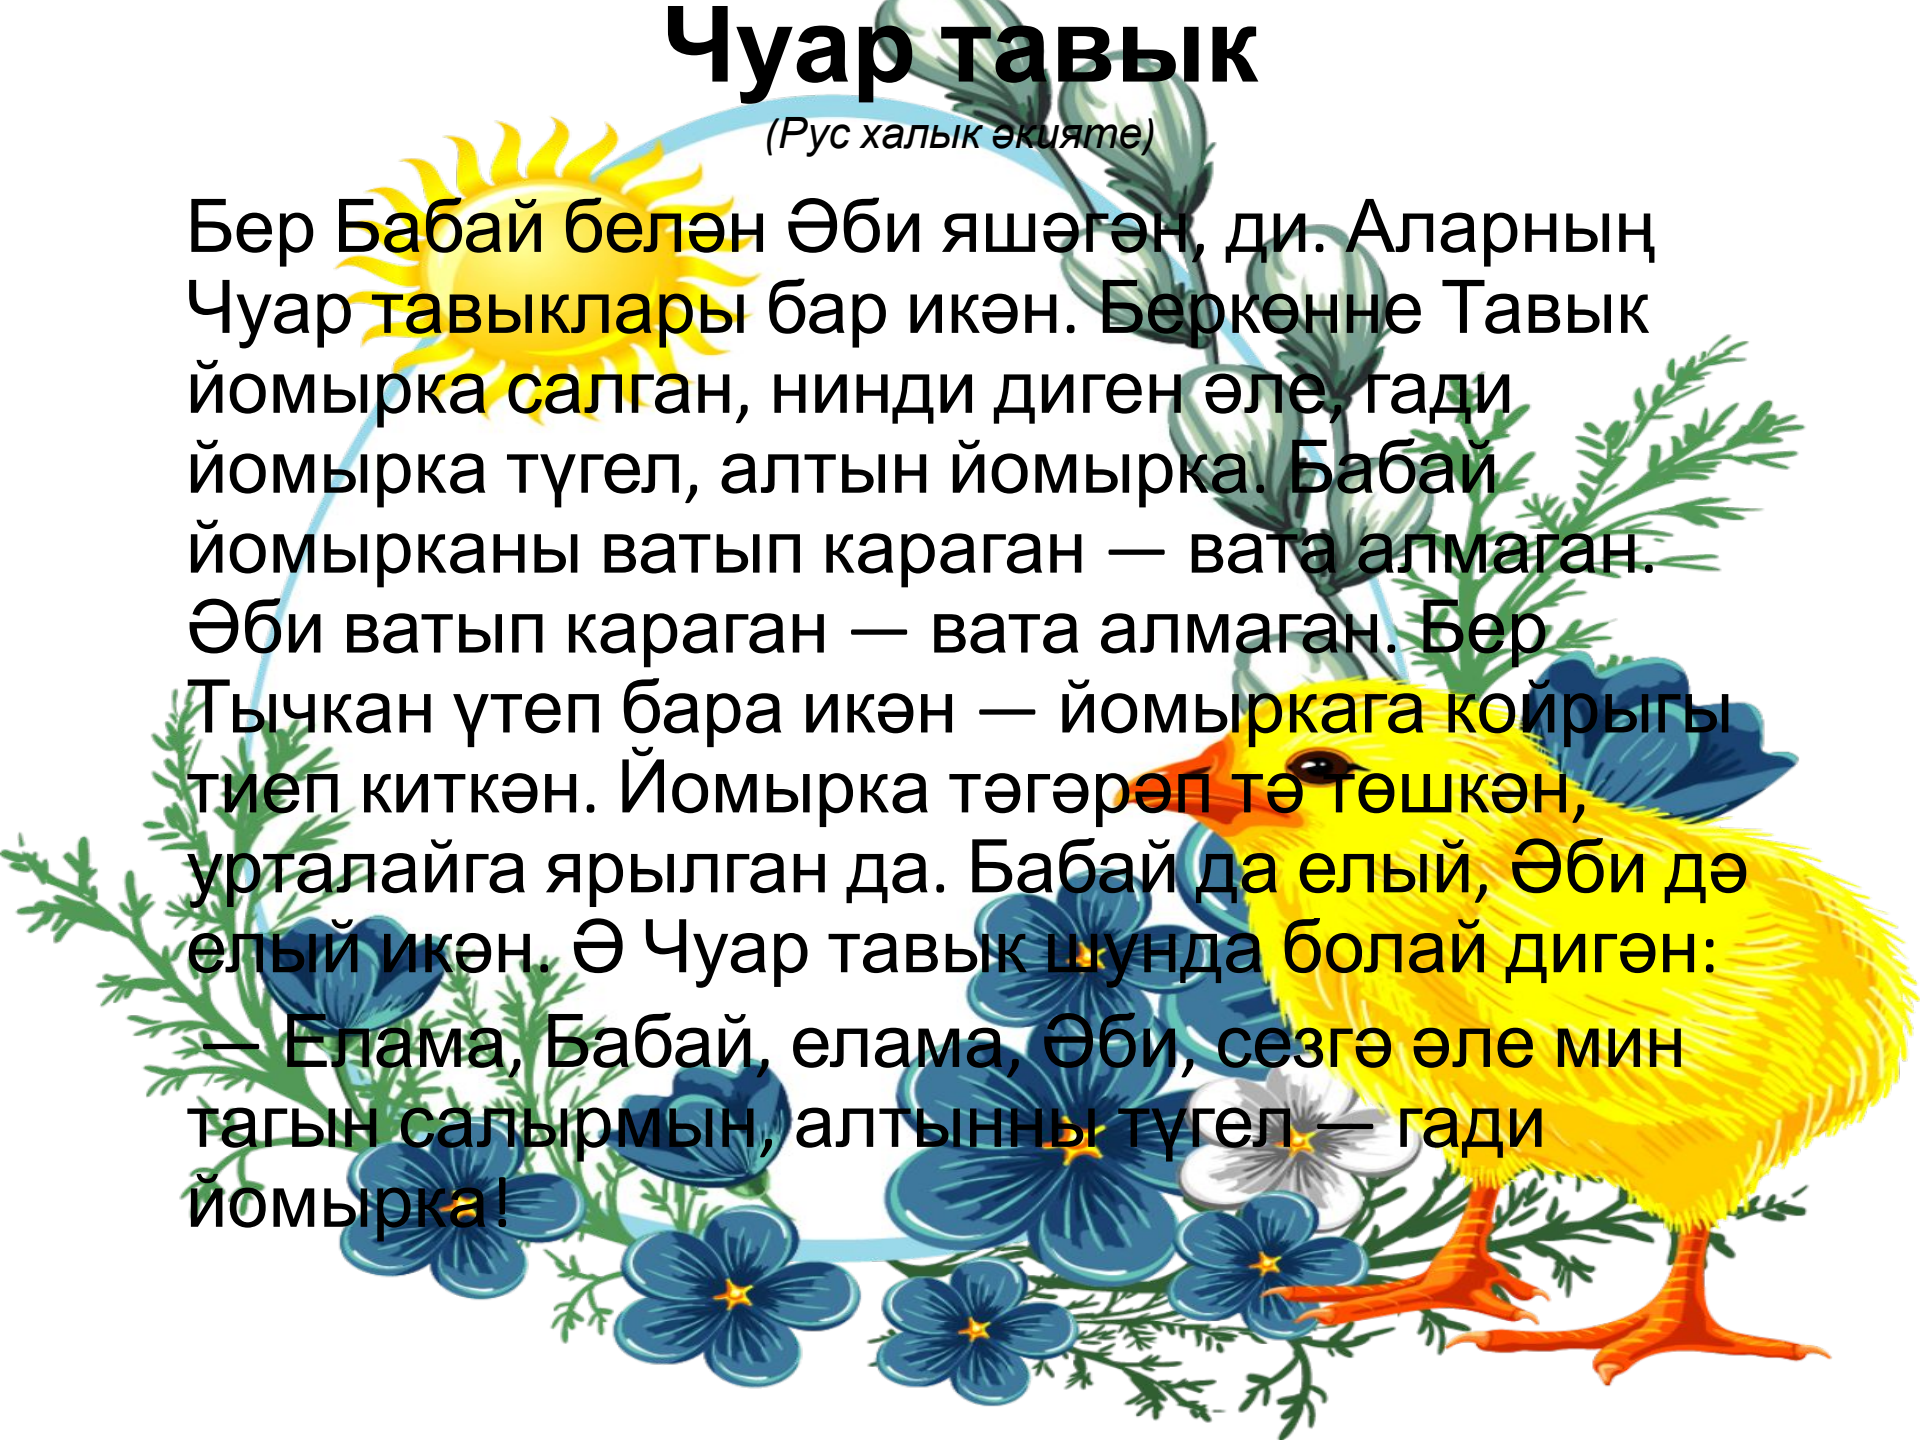 Чуар тавык
(Рус халык әкияте)
Бер Бабай белән Әби яшәгән, ди. Аларның
Чуар тавыклары бар икән. Беркөнне Тавык
йомырка салган, нинди диген әле, гади
йомырка түгел, алтын йомырка. Бабай
йомырканы ватып караган — вата алмаган.
Әби ватып караган — вата алмаган. Бер
Тычкан үтеп бара икән — йомыркага койрыгы
тиеп киткән. Йомырка тәгәрәп тә төшкән,
урталайга ярылган да. Бабай да елый, Әби дә
елый икән. Ә Чуар тавык шунда болай дигән:
— Елама, Бабай, елама, Әби, сезгә әле мин
тагын салырмын, алтынны түгел — гади
йомырка!